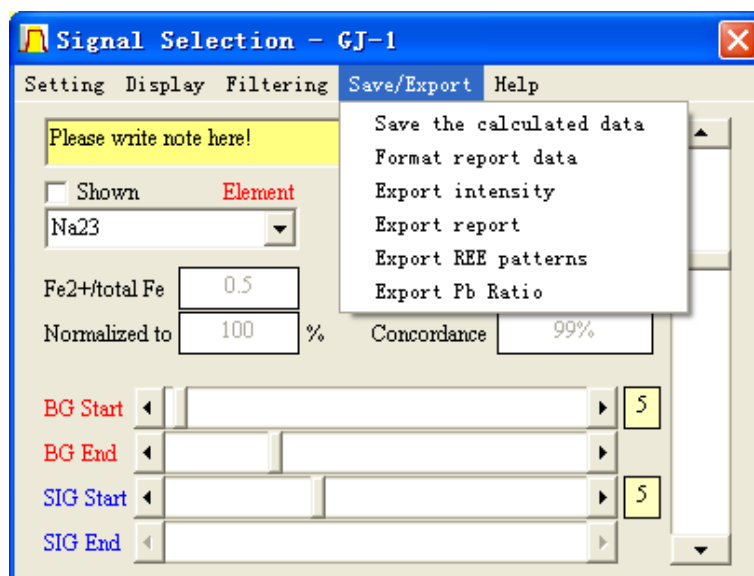 Signal Selection - GJ-1
Setting Display Filtering Save/Export Help
Please write note here!
Save the calculated data
Format report data
Export intensity
Export report
Export REE patterns
Export Pb Ratio
Shown Element
Na23
Fe2+/total Fe 0.5
Normalized to 100 % Concordance 99%
BG Start 5
BG End
SIG Start 5
SIG End